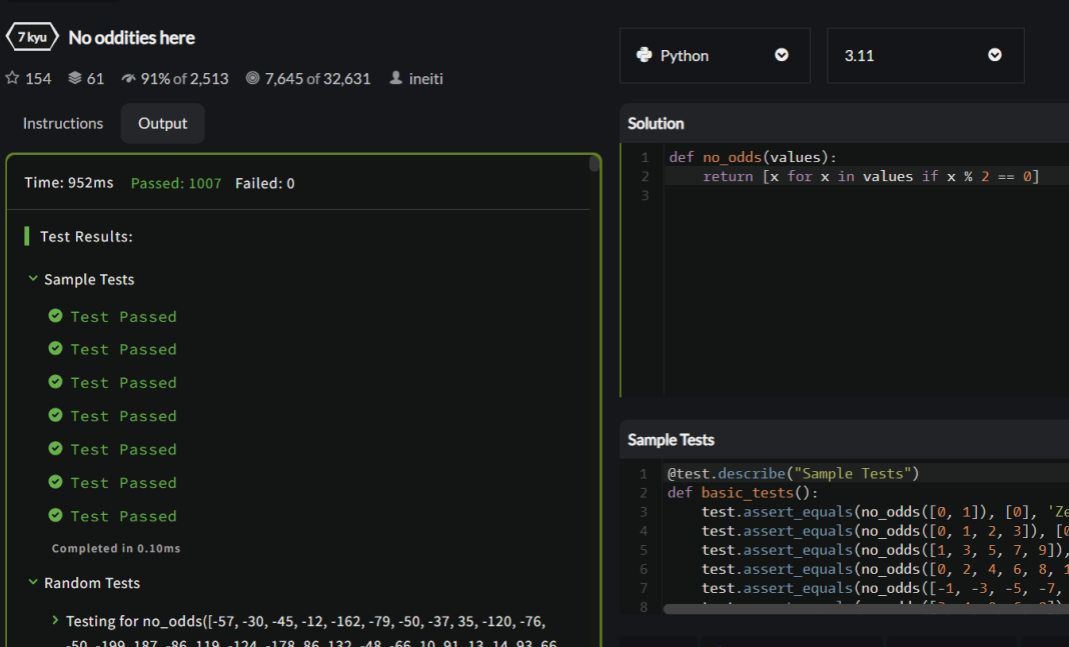 7 kyu No oddities here
154 61 91% of 2,513 7,645 of 32,631 ineiti
Instructions Output
Time: 952ms Passed: 1007 Failed: 0
Test Results:
Sample Tests
Test Passed
Test Passed
Test Passed
Test Passed
Test Passed
Test Passed
Test Passed
Completed in 0.10ms
Random Tests
Testing for no_odds([-57, -30, -45, -12, -162, -79, -50, -37, 35, -120, -76,
Python 3.11
Solution
1 def no_odds(values):
2 return [x for x in values if x % 2 == 0]
3
Sample Tests
1 @test.describe("Sample Tests")
2 def basic_tests():
3 test.assert_equals(no_odds([0, 1]), [0], 'Ze
4 test.assert_equals(no_odds([0, 1, 2, 3]), [0
5 test.assert_equals(no_odds([1, 3, 5, 7, 9]),
6 test.assert_equals(no_odds([0, 2, 4, 6, 8, 1
7 test.assert_equals(no_odds([-1, -3, -5, -7,
8